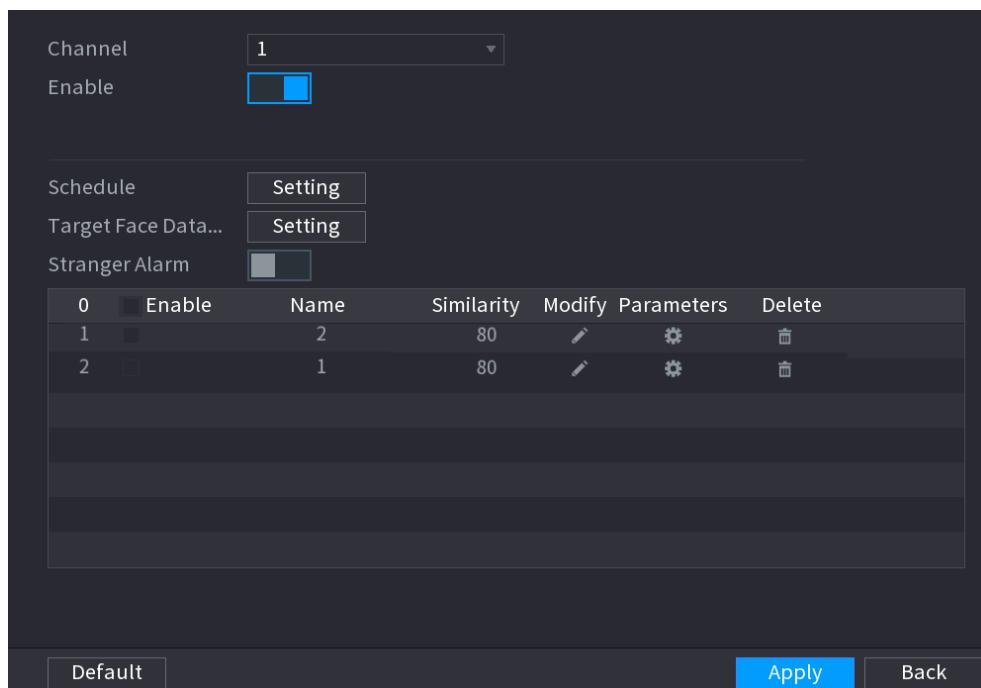 Channel 1
Enable
Schedule Setting
Target Face Data... Setting
Stranger Alarm
0 Enable Name Similarity Modify Parameters Delete
1 2 80
2 1 80
Default Apply Back